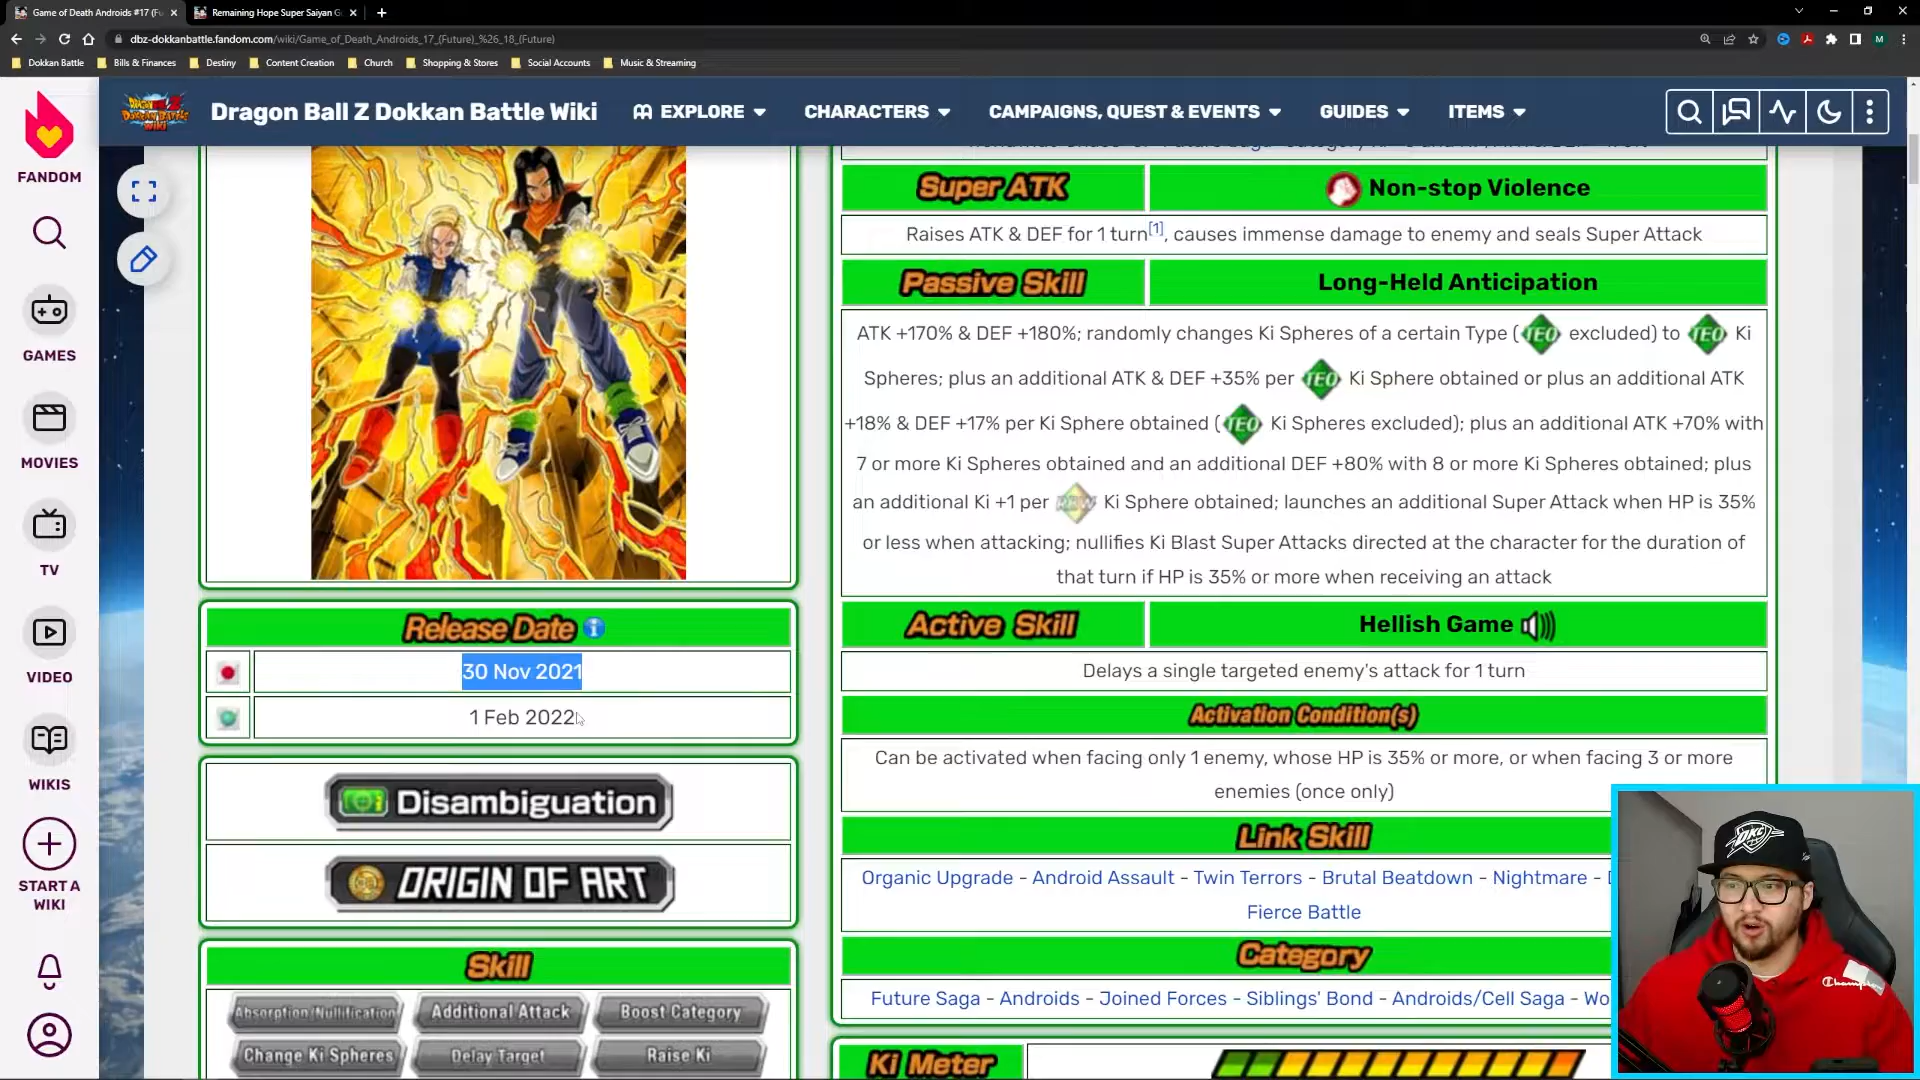 Game of Death Androids #17 (Fu
Remaining Hope Super Saiyan G
dbz-dokkanbattle.fandom.com/wiki/Game_of_Death_Androids_17_(Future)_%26_18_(Future)
M
Dokkan Battle
Bills & Finances
Destiny
Content Creation
Church
Shopping & Stores
Social Accounts
Music & Streaming
Dragon Ball Z Dokkan Battle Wiki
EXPLORE
CHARACTERS
CAMPAIGNS, QUEST & EVENTS
GUIDES
ITEMS
FANDOM
GAMES
MOVIES
TV
VIDEO
WIKIS
START A
WIKI
Super ATK
Non-stop Violence
Raises ATK & DEF for 1 turn[1], causes immense damage to enemy and seals Super Attack
Passive Skill
Long-Held Anticipation
ATK +170% & DEF +180%; randomly changes Ki Spheres of a certain Type (TEQ excluded) to TEQ Ki
Spheres; plus an additional ATK & DEF +35% per TEQ Ki Sphere obtained or plus an additional ATK
+18% & DEF +17% per Ki Sphere obtained (TEQ Ki Spheres excluded); plus an additional ATK +70% with
7 or more Ki Spheres obtained and an additional DEF +80% with 8 or more Ki Spheres obtained; plus
an additional Ki +1 per Ki Sphere obtained; launches an additional Super Attack when HP is 35%
or less when attacking; nullifies Ki Blast Super Attacks directed at the character for the duration of
that turn if HP is 35% or more when receiving an attack
Release Date
30 Nov 2021
1 Feb 2022
Disambiguation
ORIGIN OF ART
Skill
Absorption/Nullification
Additional Attack
Boost Category
Change Ki Spheres
Delay Target
Raise Ki
Active Skill
Hellish Game
Delays a single targeted enemy's attack for 1 turn
Activation Condition(s)
Can be activated when facing only 1 enemy, whose HP is 35% or more, or when facing 3 or more
enemies (once only)
Link Skill
Organic Upgrade - Android Assault - Twin Terrors - Brutal Beatdown - Nightmare -
Fierce Battle
Category
Future Saga - Androids - Joined Forces - Siblings' Bond - Androids/Cell Saga - Wo
Ki Meter
OKC
Champion